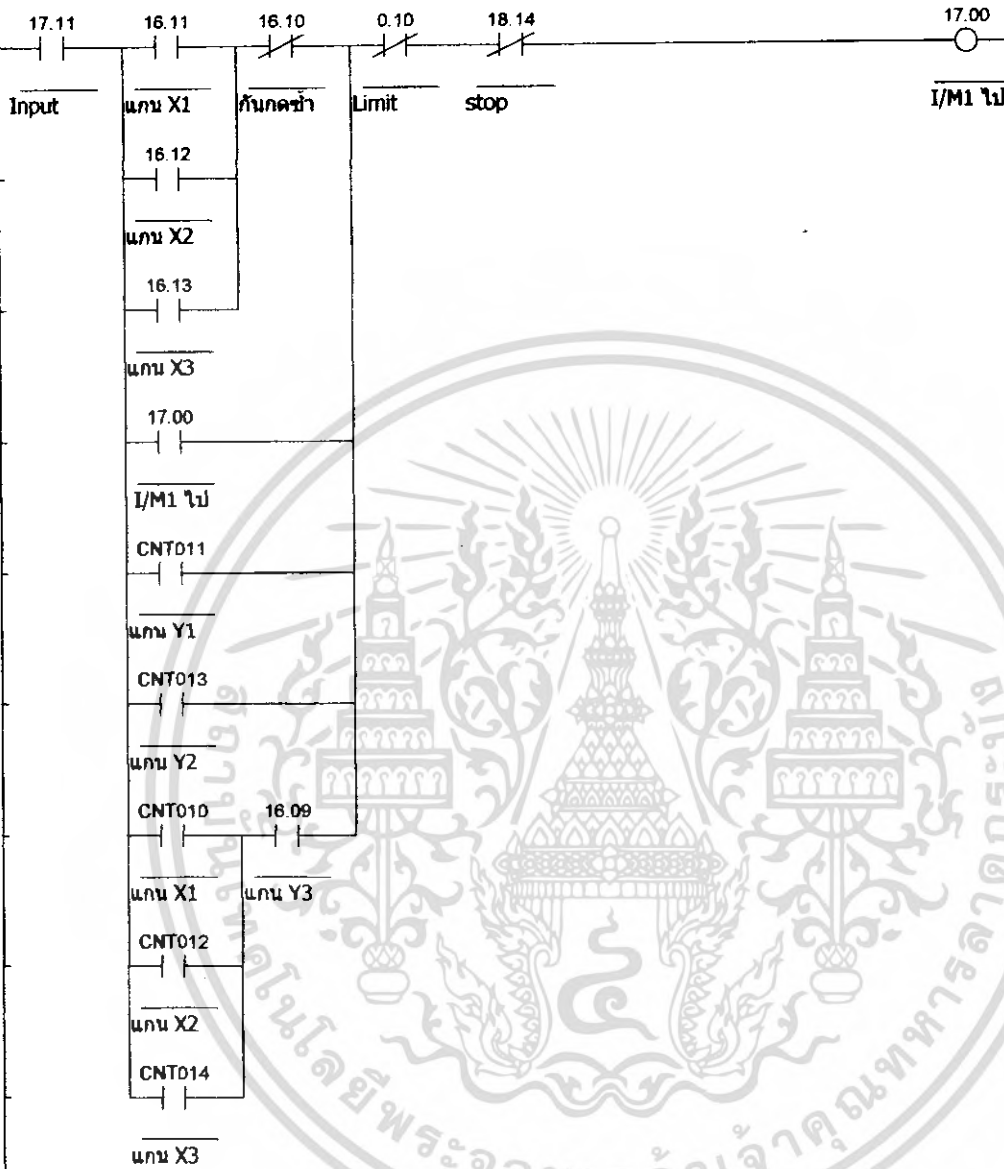 17.11 16.11 16.10 0.10 18.14 17.00
Input แกน X1 กันกดซ้ำ Limit stop I/M1 ไป
16.12
แกน X2
16.13
แกน X3
17.00
I/M1 ไป
CNT011
แกน Y1
CNT013
แกน Y2
CNT010 16.09
แกน X1 แกน Y3
CNT012
แกน X2
CNT014
แกน X3